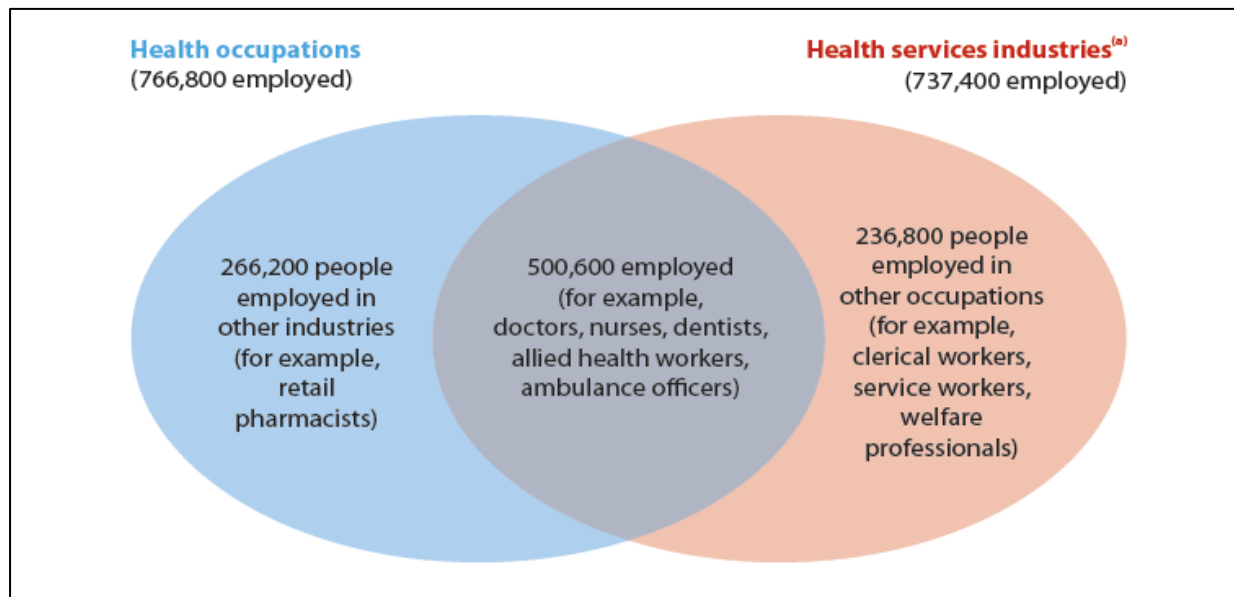 Health occupations
(766,800 employed)
Health services industries(a)
(737,400 employed)
266,200 people
employed in
other industries
(for example,
retail
pharmacists)
500,600 employed
(for example,
doctors, nurses, dentists,
allied health workers,
ambulance officers)
236,800 people
employed in
other occupations
(for example,
clerical workers,
service workers,
welfare
professionals)